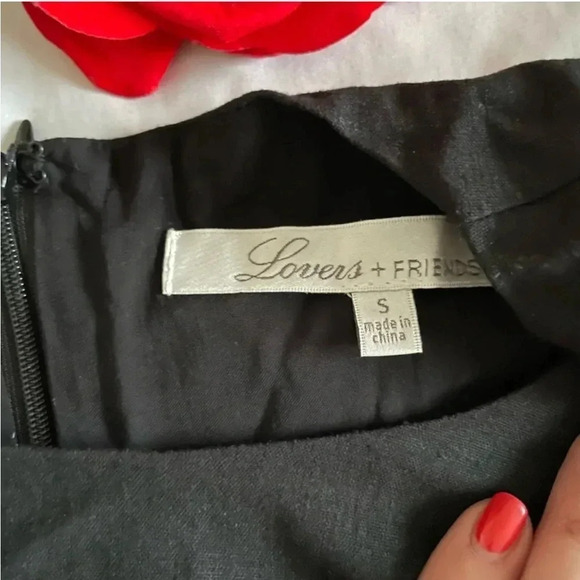 Lovers + FRIENDS
S
made in
china